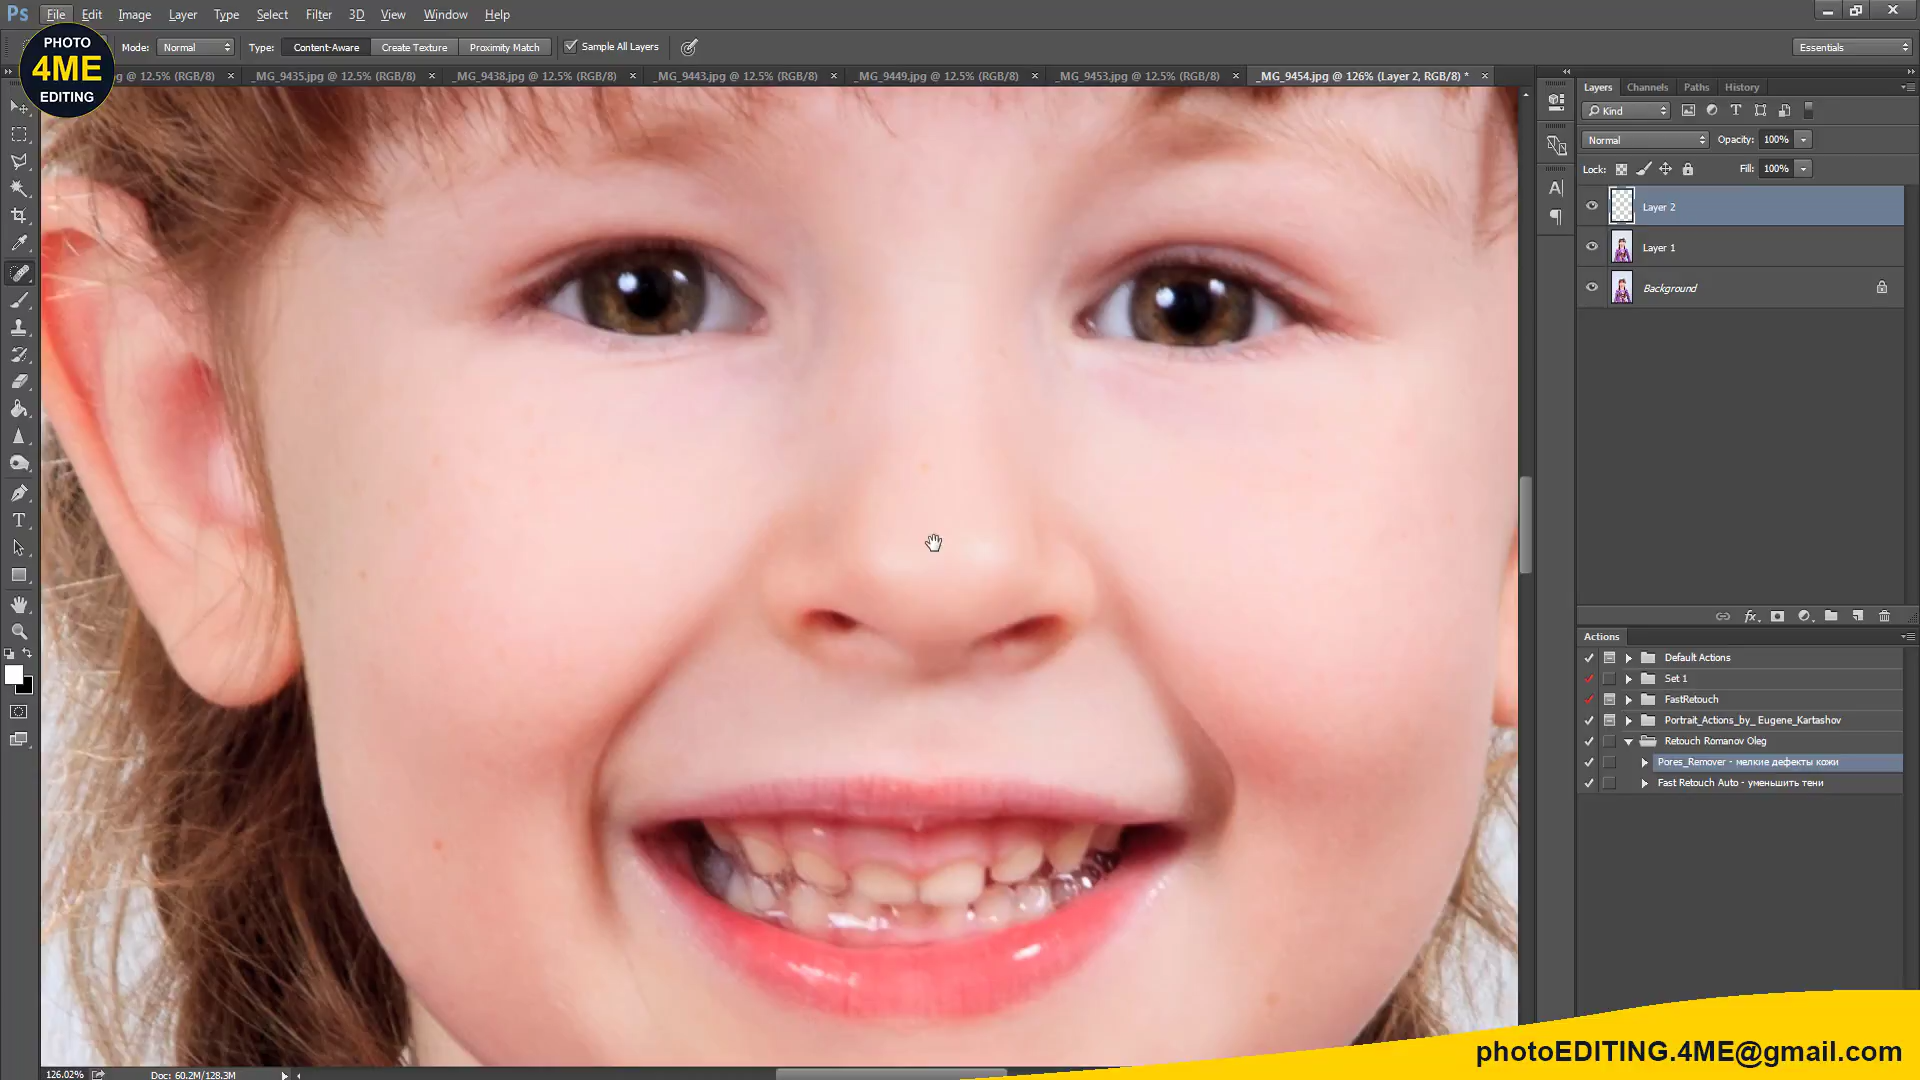 Ps File Edit Image Layer Type Select Filter 3D View Window Help
PHOTO
4ME
EDITING
Mode: Normal Type: Content-Aware Create Texture Proximity Match Sample All Layers Essentials
g @ 12.5% (RGB/8) × _MG_9435.jpg @ 12.5% (RGB/8) × _MG_9438.jpg @ 12.5% (RGB/8) × _MG_9443.jpg @ 12.5% (RGB/8) × _MG_9449.jpg @ 12.5% (RGB/8) × _MG_9453.jpg @ 12.5% (RGB/8) × _MG_9454.jpg @ 126% (Layer 2, RGB/8) * ×
Layers Channels Paths History
Kind
Normal Opacity: 100%
Lock: Fill: 100%
Layer 2
Layer 1
Background
Actions
Default Actions
Set 1
FastRetouch
Portrait_Actions_by_ Eugene_Kartashov
Retouch Romanov Oleg
Pores_Remover - мелкие дефекты кожи
Fast Retouch Auto - уменьшить тени
photoEDITING.4ME@gmail.com
126.02% Doc: 60.2M/128.3M